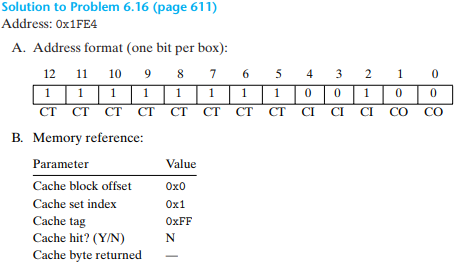 Solution to Problem 6.16 (page 611)
Address: 0x1FE4
A. Address format (one bit per box):
12 11 10 9 8 7 6 5 4 3 2 1 0
1 1 1 1 1 1 1 1 0 0 1 0 0
CT CT CT CT CT CT CT CT CI CI CI CO CO
B. Memory reference:
Parameter Value
Cache block offset 0x0
Cache set index 0x1
Cache tag 0xFF
Cache hit? (Y/N) N
Cache byte returned —